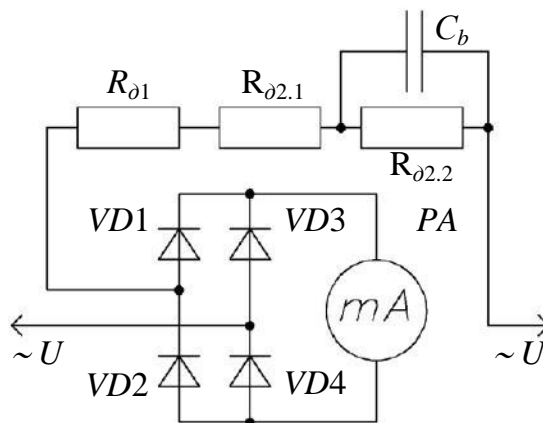 C_b
R_∂1
R_∂2.1
R_∂2.2
VD1
VD3
PA
mA
~ U
~ U
VD2
VD4